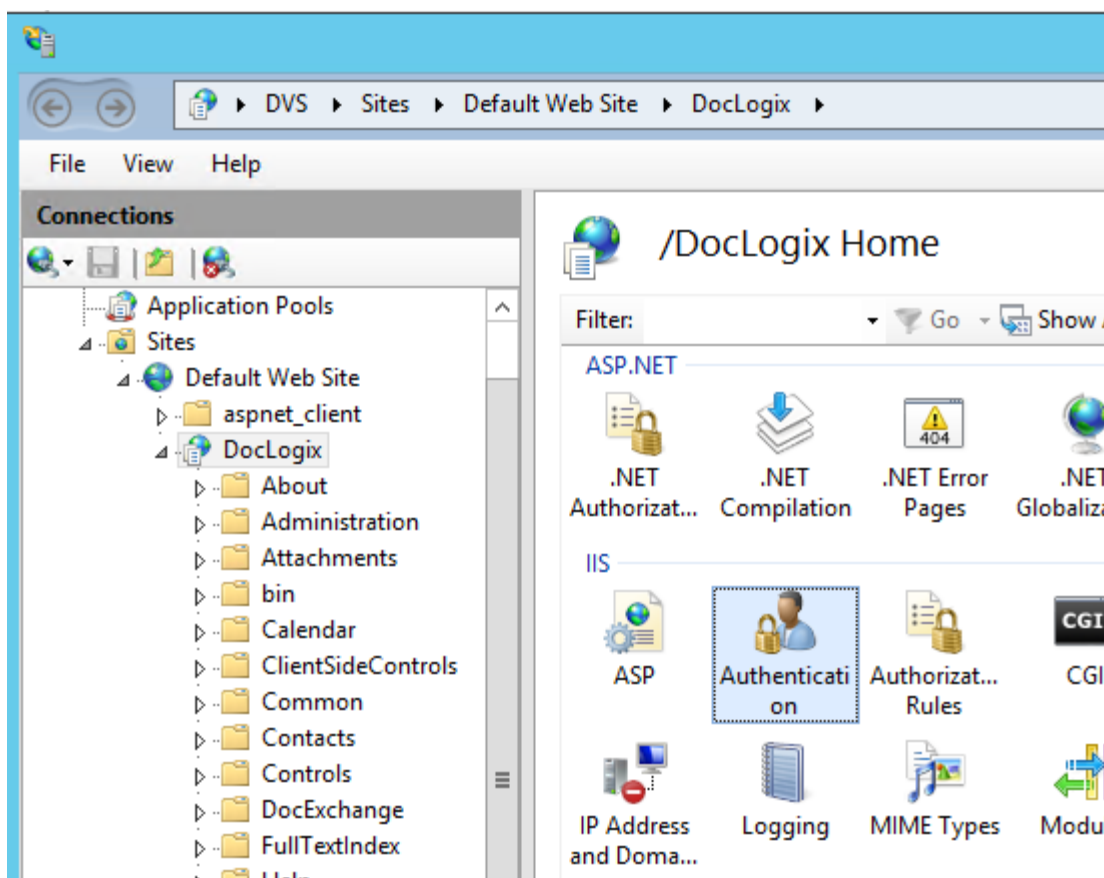 DVS Sites Default Web Site DocLogix
File View Help
Connections
Application Pools
Sites
Default Web Site
aspnet_client
DocLogix
About
Administration
Attachments
bin
Calendar
ClientSideControls
Common
Contacts
Controls
DocExchange
FullTextIndex
/DocLogix Home
Filter: Go Show
ASP.NET
.NET
Authorizat...
.NET
Compilation
.NET Error
Pages
404
.NET
IIS
ASP
Authenticati
on
Authorizat...
Rules
CGI
CGI
IP Address
and Doma...
Logging
MIME Types